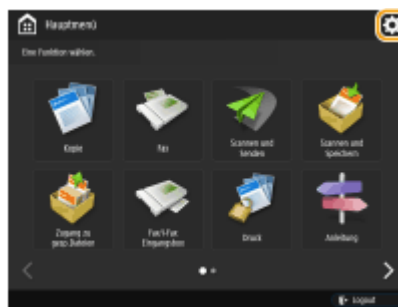 Hauptmenü
Eine Funktion wählen.
Kopie
Fax
Scannen und
Senden
Scannen und
Speichern
Zugang zu
gesp.Dateien
Fax/I-Fax
Eingangsbox
Druck
Anleitung
Logout